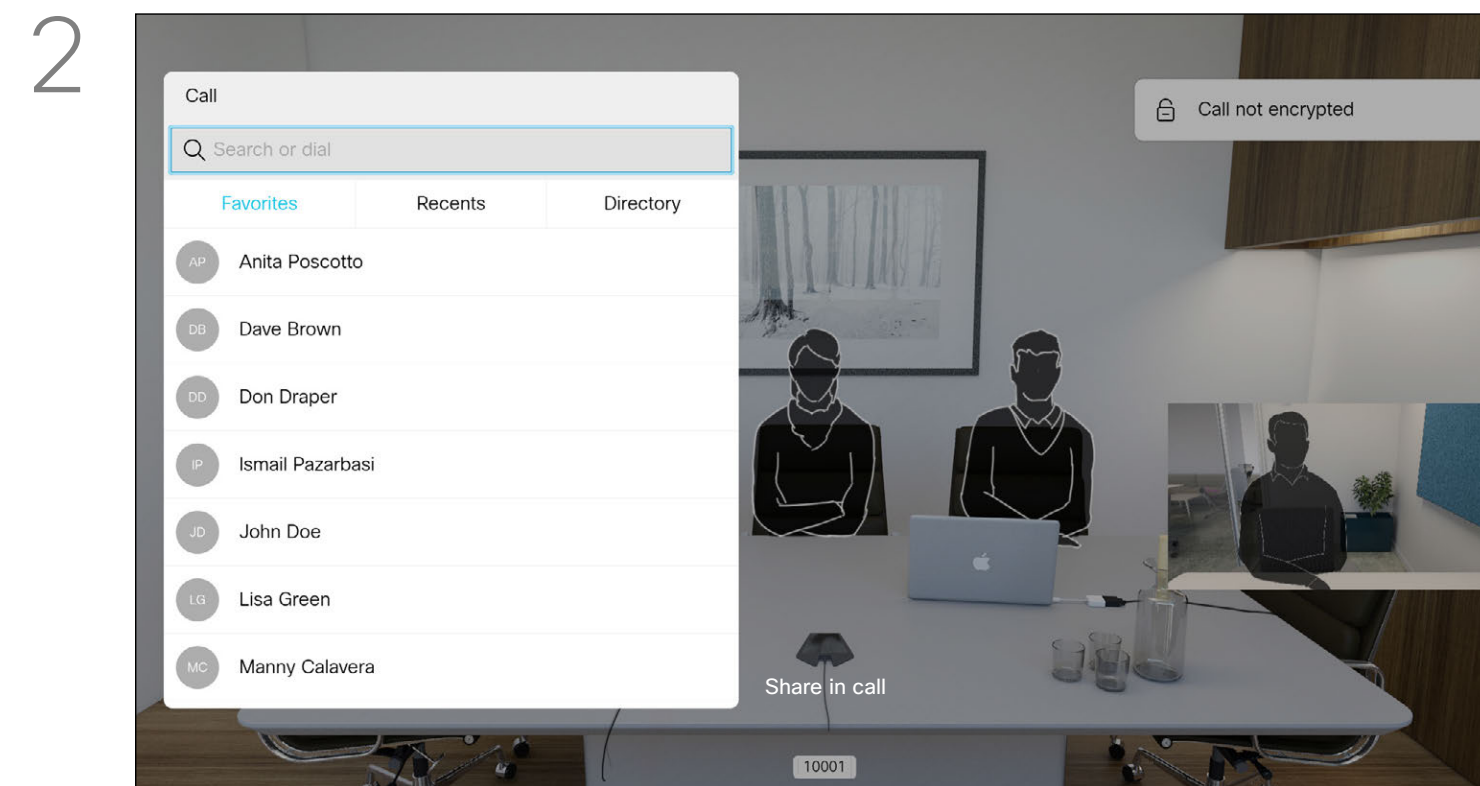 2
Call
Call not encrypted
Search or dial
Favorites Recents Directory
AP Anita Poscotto
DB Dave Brown
DD Don Draper
IP Ismail Pazarbasi
JD John Doe
LG Lisa Green
MC Manny Calavera
Share in call
10001